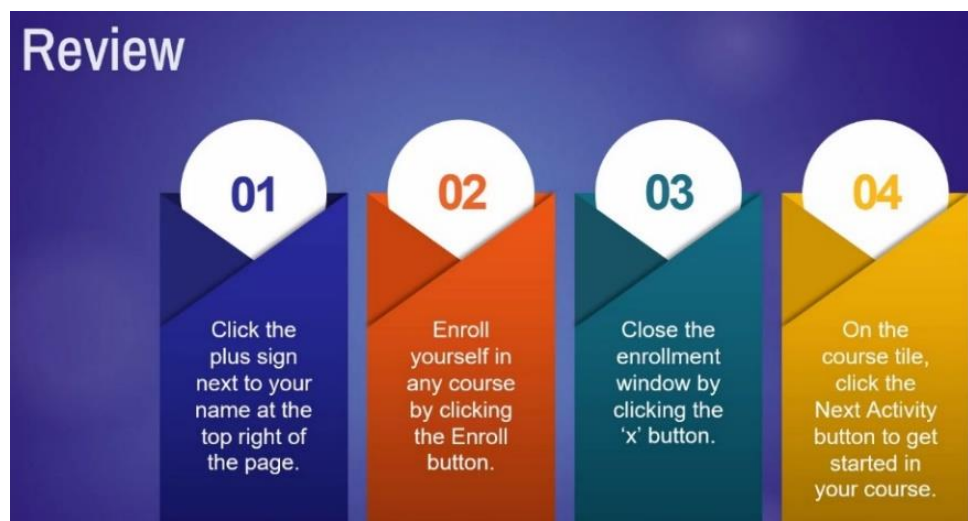 Review
01
Click the
plus sign
next to your
name at the
top right of
the page.
02
Enroll
yourself in
any course
by clicking
the Enroll
button.
03
Close the
enrollment
window by
clicking the
‘x’ button.
04
On the
course tile,
click the
Next Activity
button to get
started in
your course.